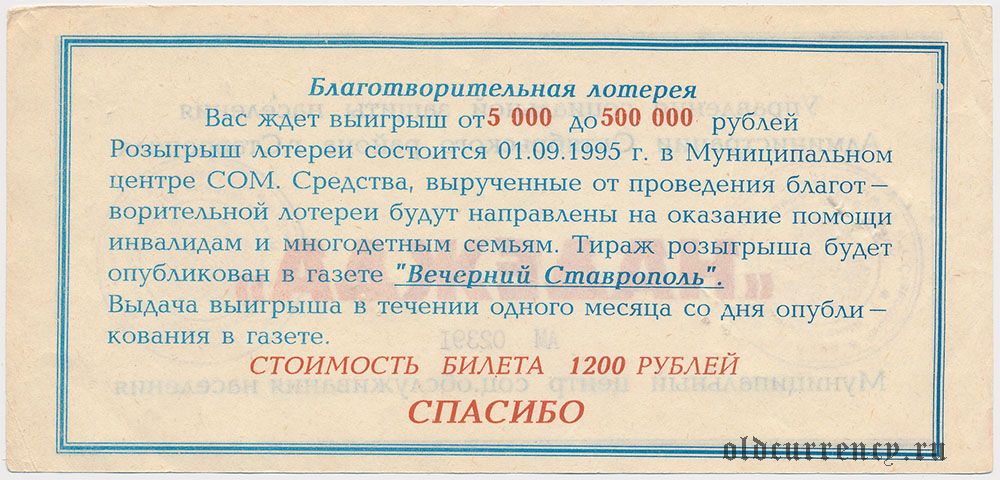 Благотворительная лотерея
Вас ждет выигрыш от 5 000 до 500 000 рублей
Розыгрыш лотереи состоится 01.09.1995 г. в Муниципальном
центре СОМ. Средства, вырученные от проведения благот –
ворительной лотереи будут направлены на оказание помощи
инвалидам и многодетным семьям. Тираж розыгрыша будет
опубликован в газете "Вечерний Ставрополь".
Выдача выигрыша в течении одного месяца со дня опубли –
кования в газете.
СТОИМОСТЬ БИЛЕТА 1200 РУБЛЕЙ
СПАСИБО
oldcurrency.ru